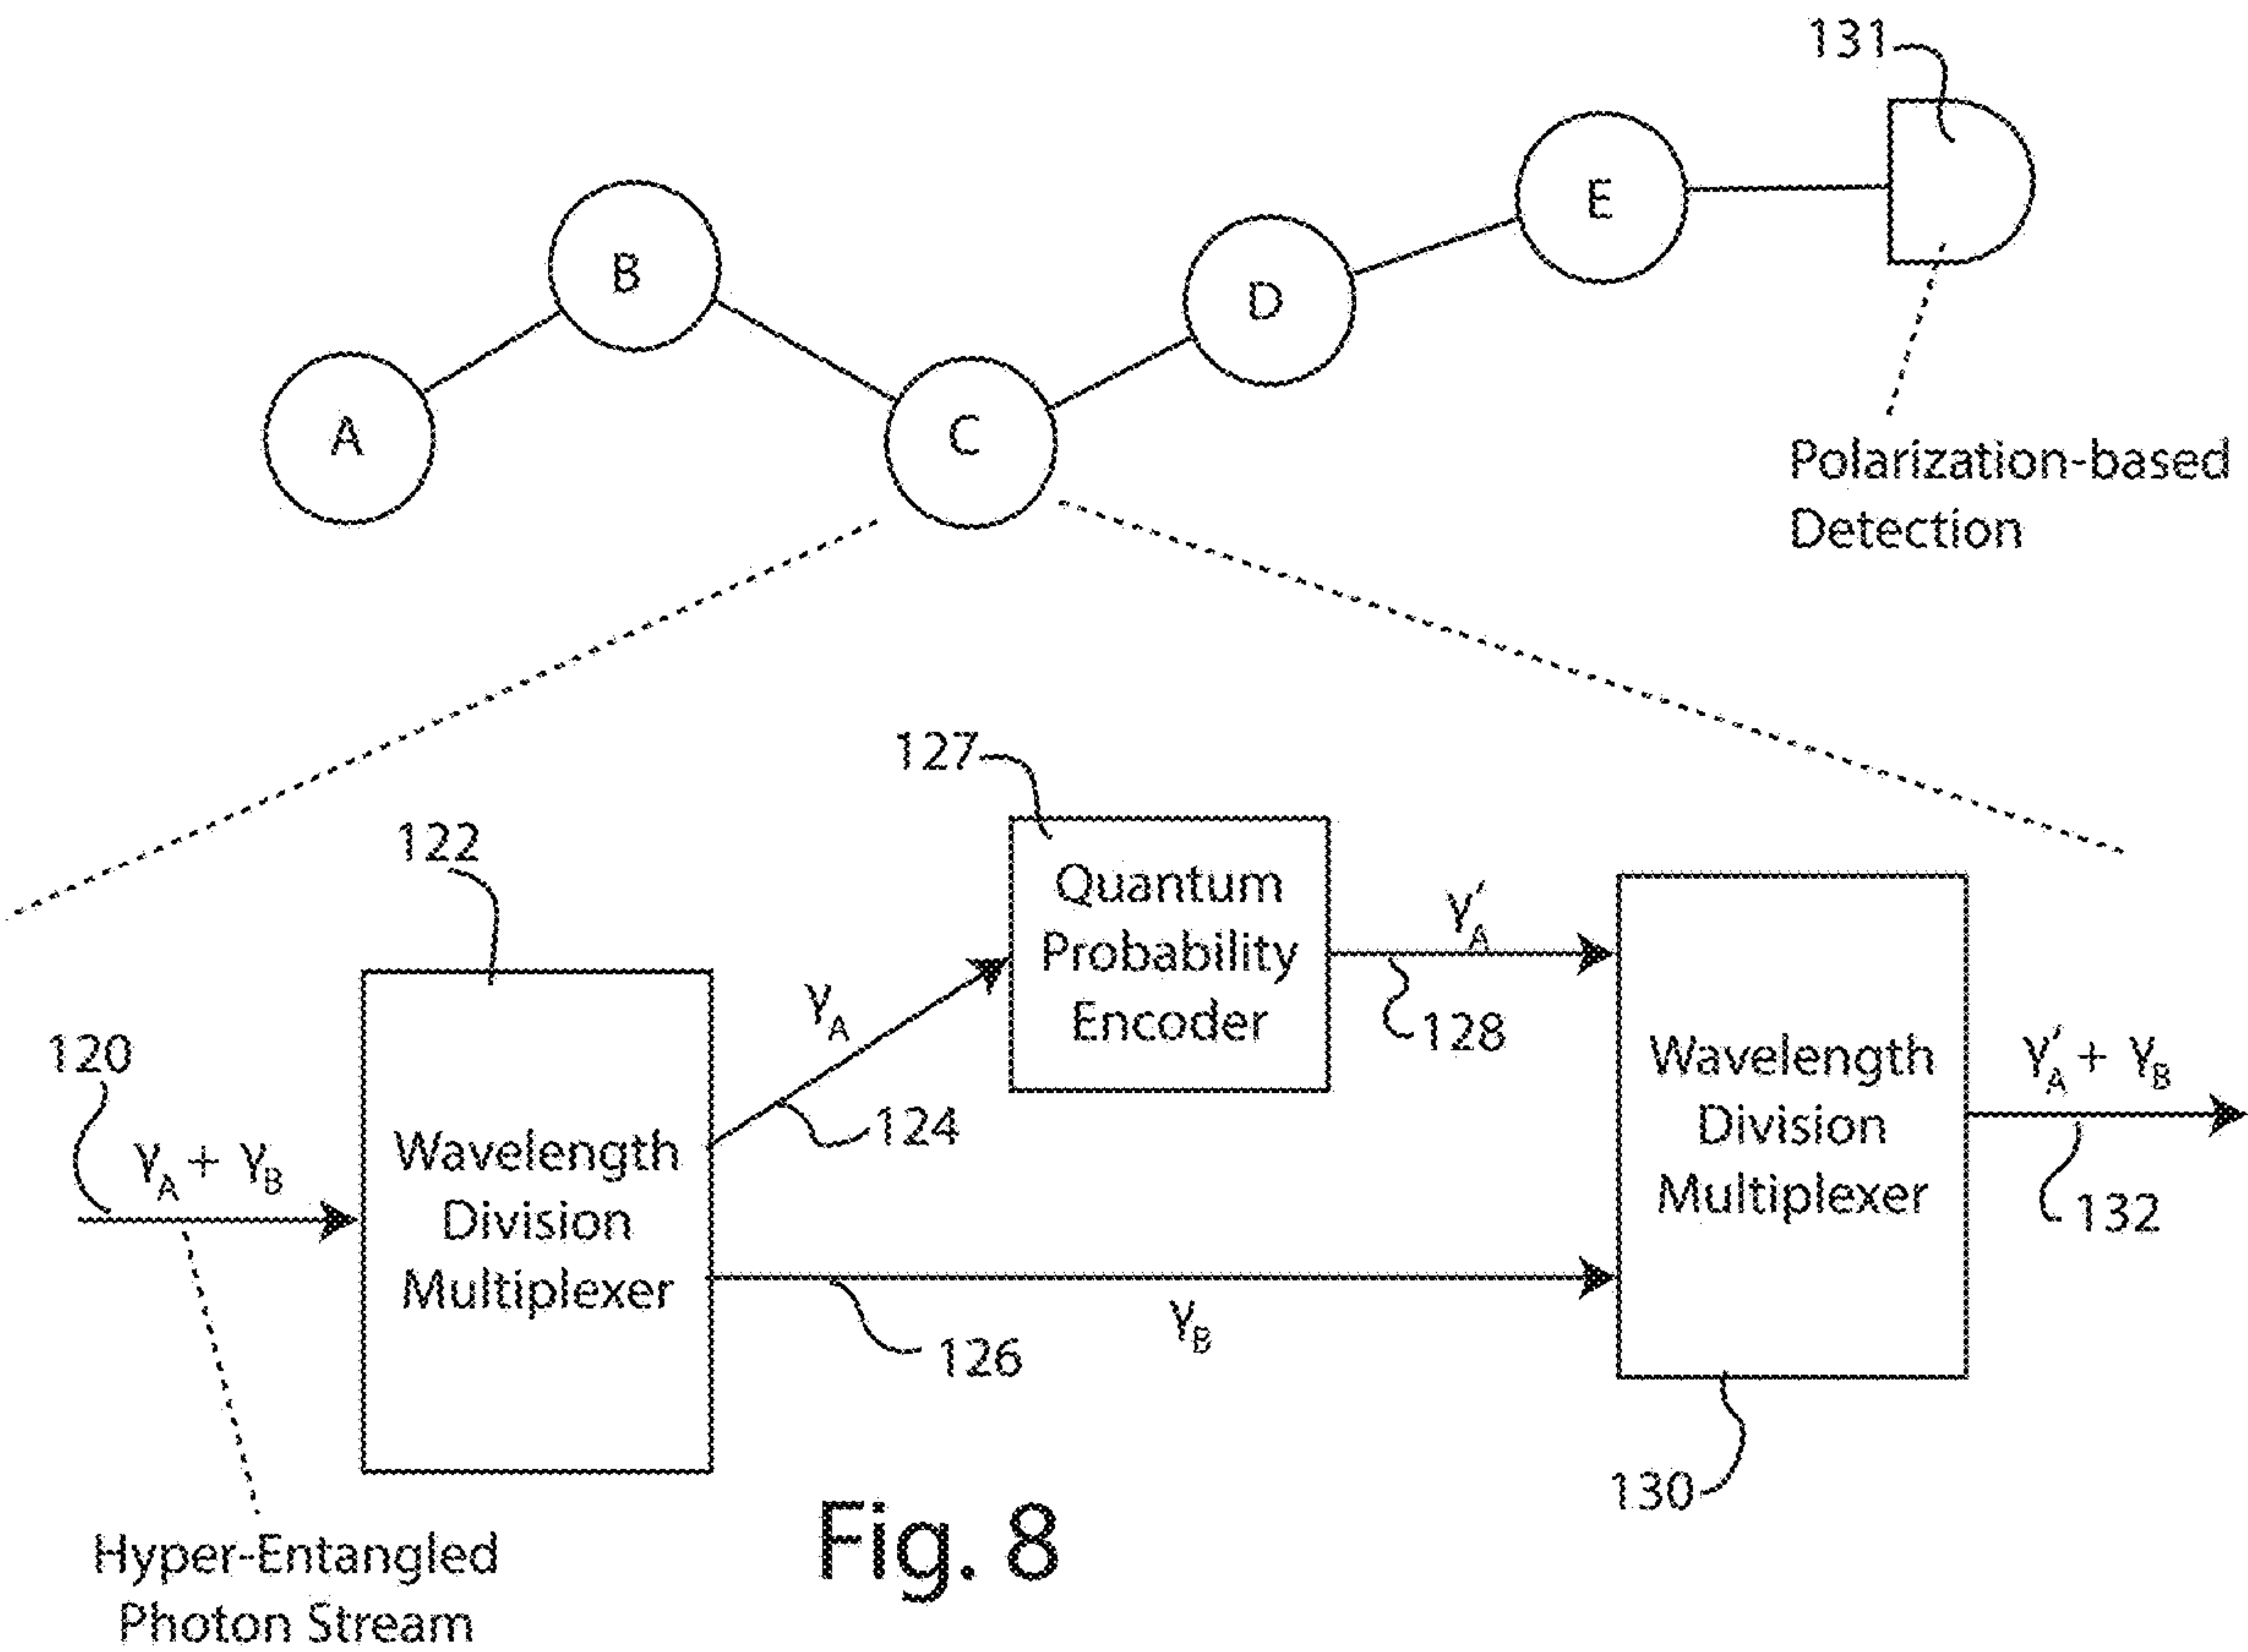 131
B
E
D
A
C
Polarization-based
Detection
127
122
Quantum
Probability
Encoder
γ′A
γA
128
120
124
Wavelength
Division
Multiplexer
γ′A + γB
γA + γB
Wavelength
Division
Multiplexer
132
126
γB
130
Fig. 8
Hyper-Entangled
Photon Stream